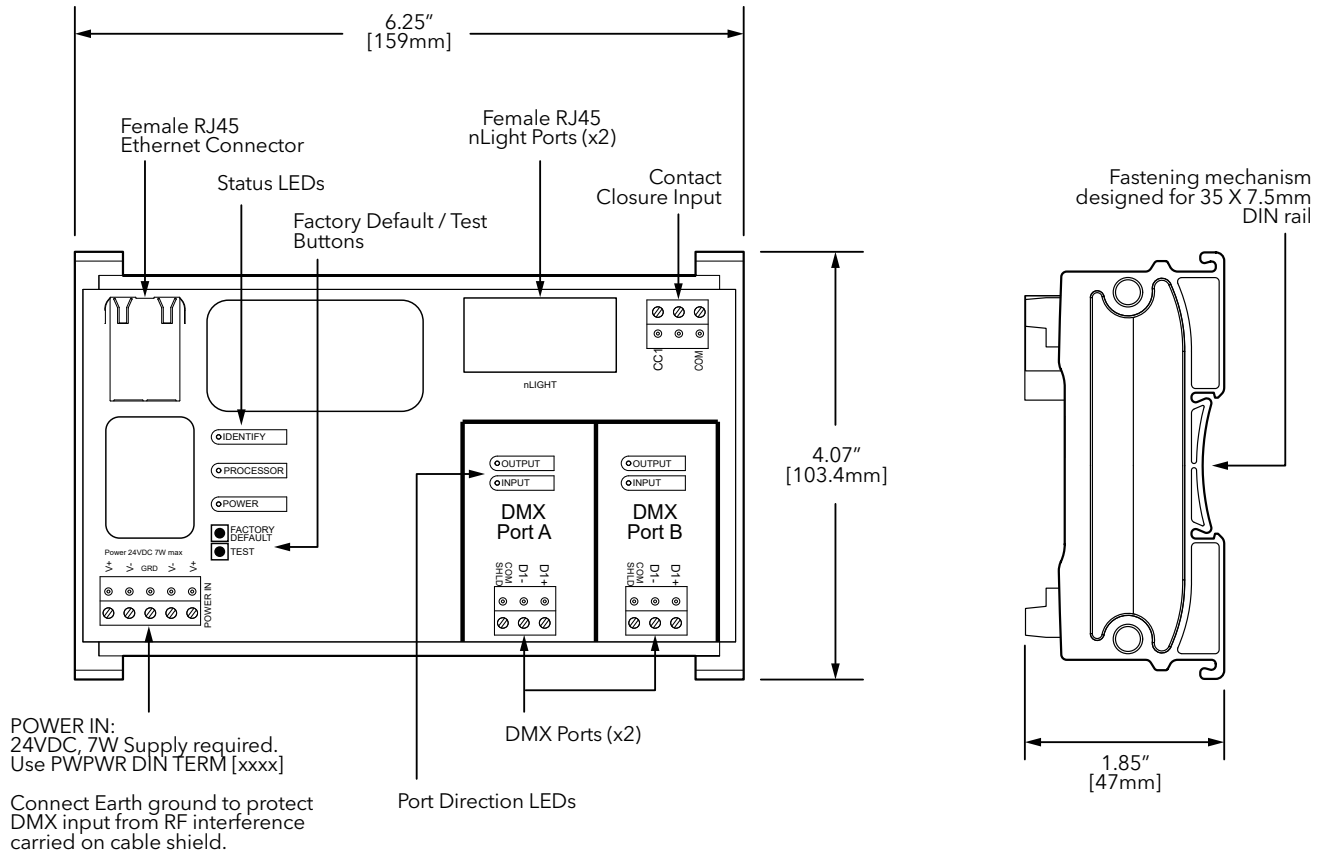 6.25″
[159mm]
Female RJ45
Ethernet Connector
Female RJ45
nLight Ports (x2)
Status LEDs
Contact
Closure Input
Factory Default / Test
Buttons
Fastening mechanism
designed for 35 X 7.5mm
DIN rail
CC1
COM
nLIGHT
IDENTIFY
PROCESSOR
POWER
FACTORY
DEFAULT
TEST
OUTPUT
INPUT
DMX
Port A
OUTPUT
INPUT
DMX
Port B
4.07″
[103.4mm]
Power 24VDC 7W max
V+ V- GRD V- V+
POWER IN
SHLD
COM
D1-
D1+
SHLD
COM
D1-
D1+
POWER IN:
24VDC, 7W Supply required.
Use PWPWR DIN TERM [xxxx]
Connect Earth ground to protect
DMX input from RF interference
carried on cable shield.
DMX Ports (x2)
Port Direction LEDs
1.85″
[47mm]